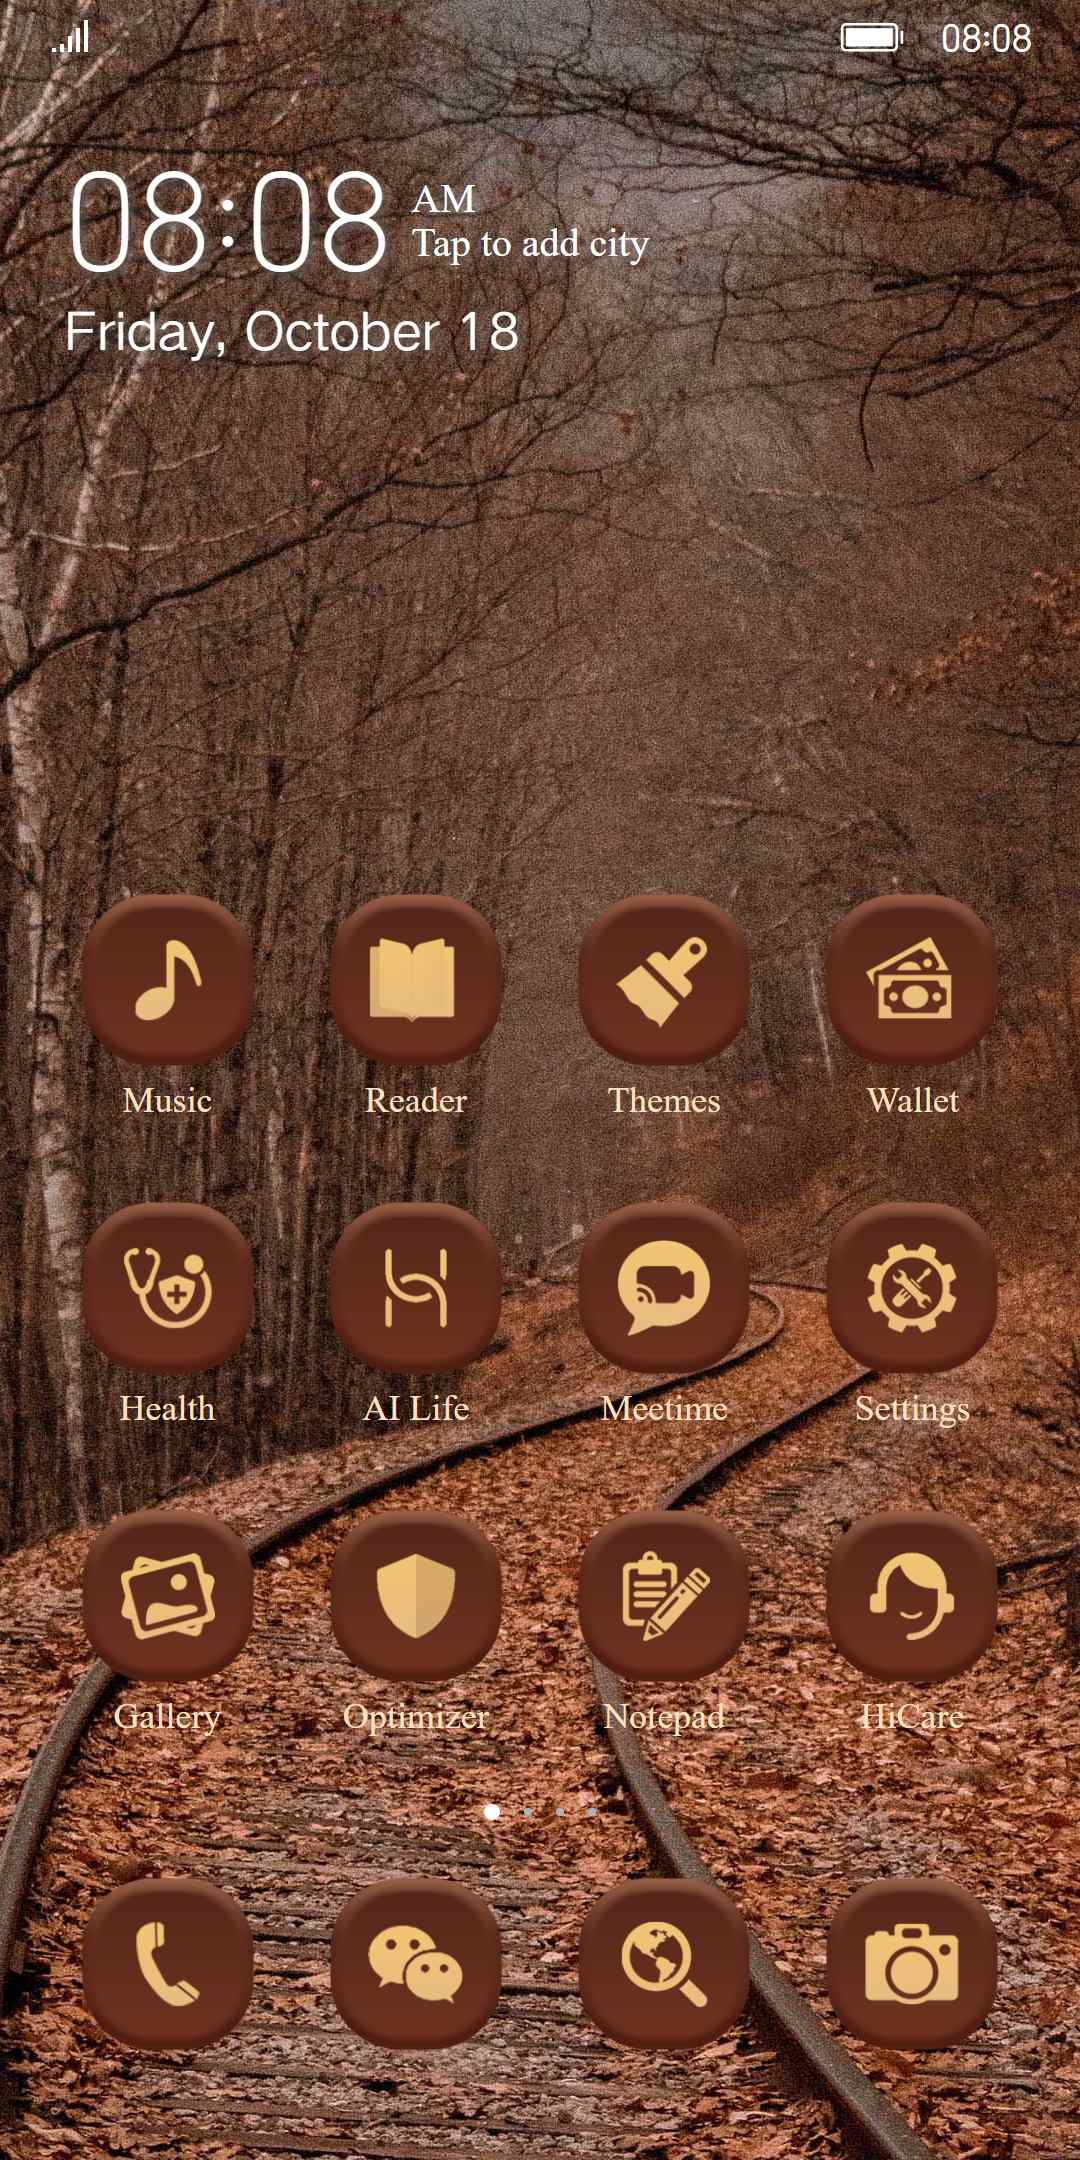 08:08
08:08
AM
Tap to add city
Friday, October 18
Music
Reader
Themes
Wallet
Health
AI Life
Meetime
Settings
Gallery
Optimizer
Notepad
HiCare